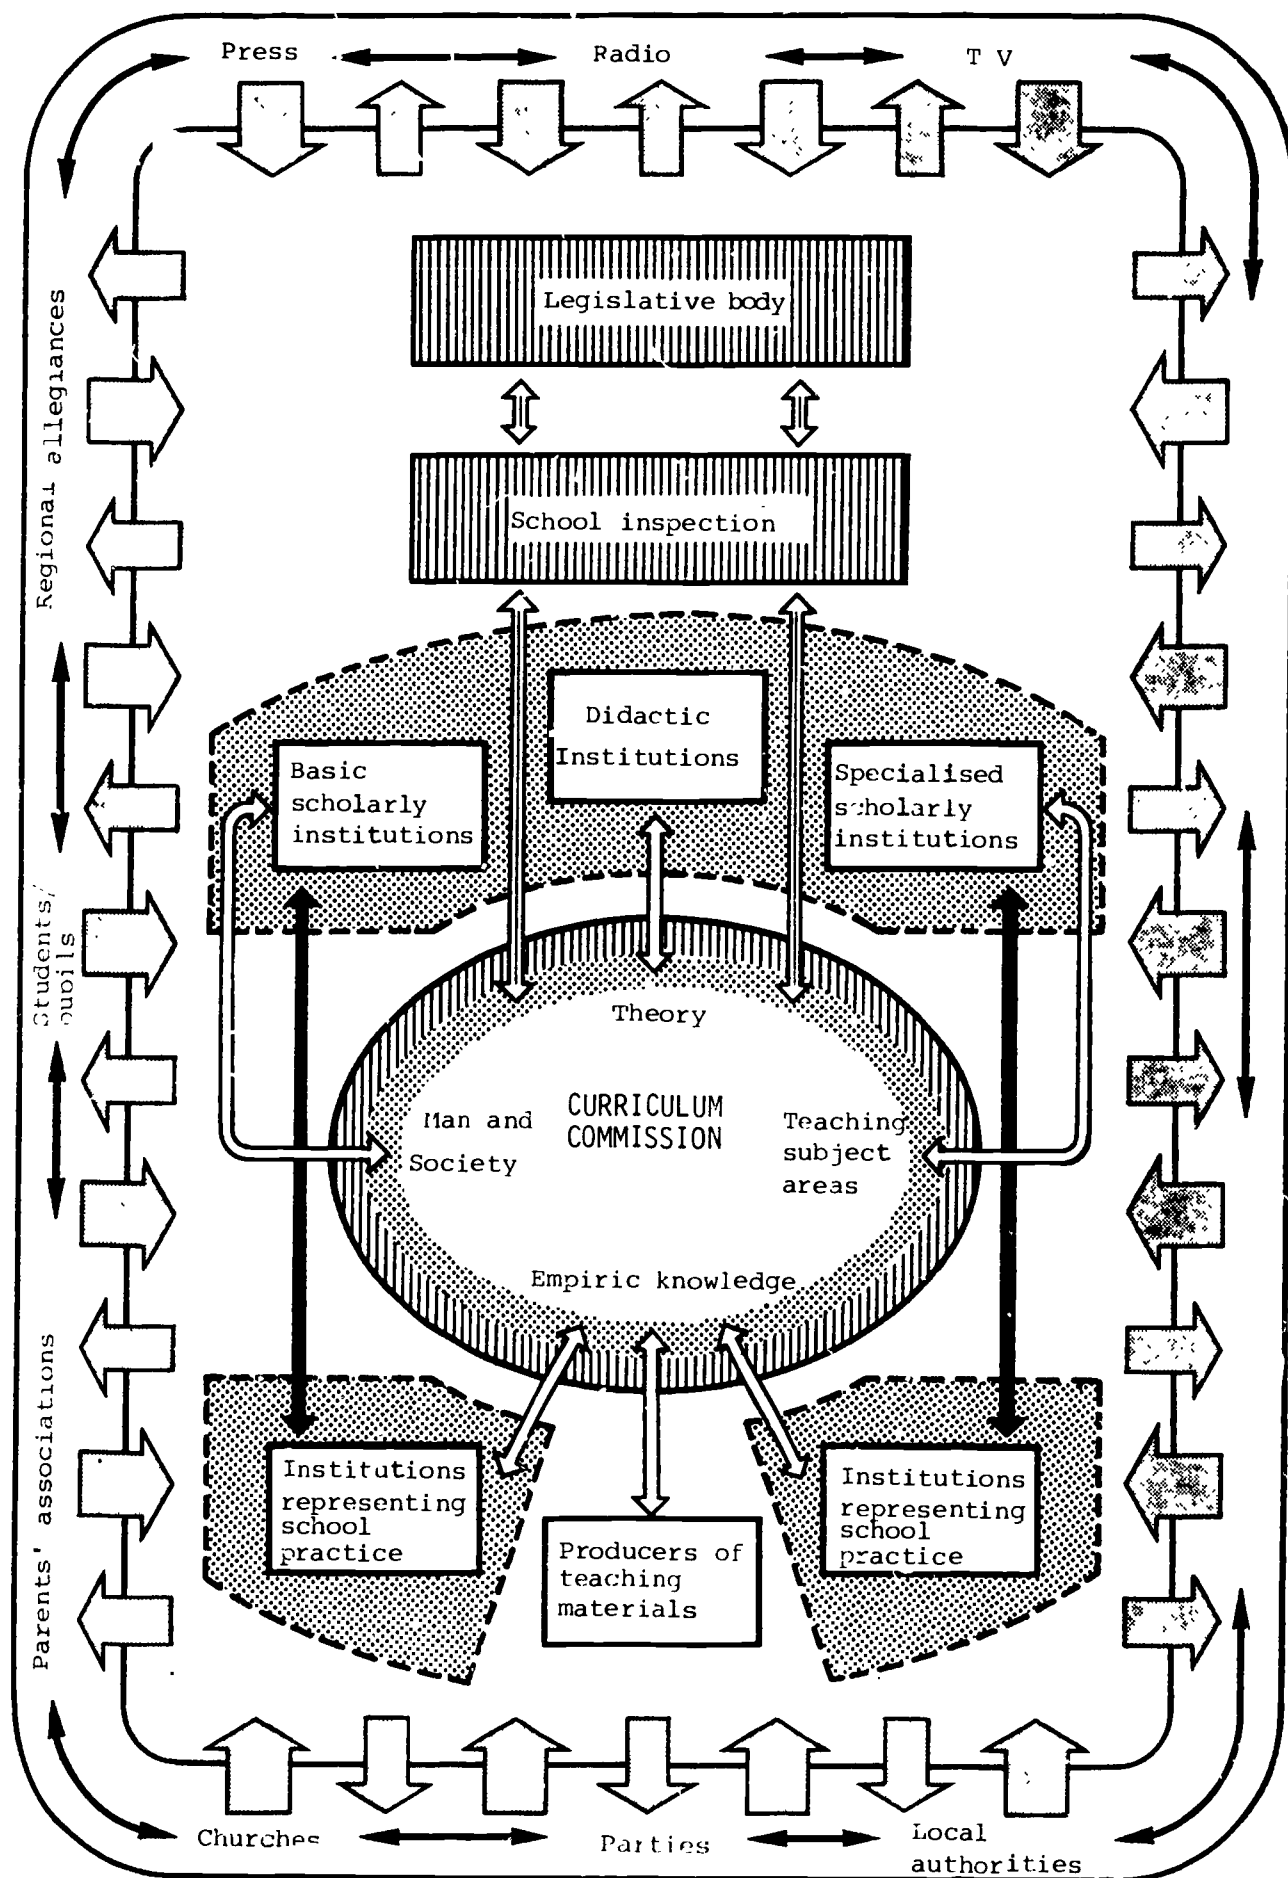 Press
Radio
T V
Regional allegiances
Students/
pupils
Parents' associations
Legislative body
School inspection
Didactic
Institutions
Basic
scholarly
institutions
Specialised
scholarly
institutions
Theory
CURRICULUM
COMMISSION
Man and
Society
Teaching
subject
areas
Empiric knowledge
Institutions
representing
school
practice
Producers of
teaching
materials
Institutions
representing
school
practice
Churches
Parties
Local
authorities